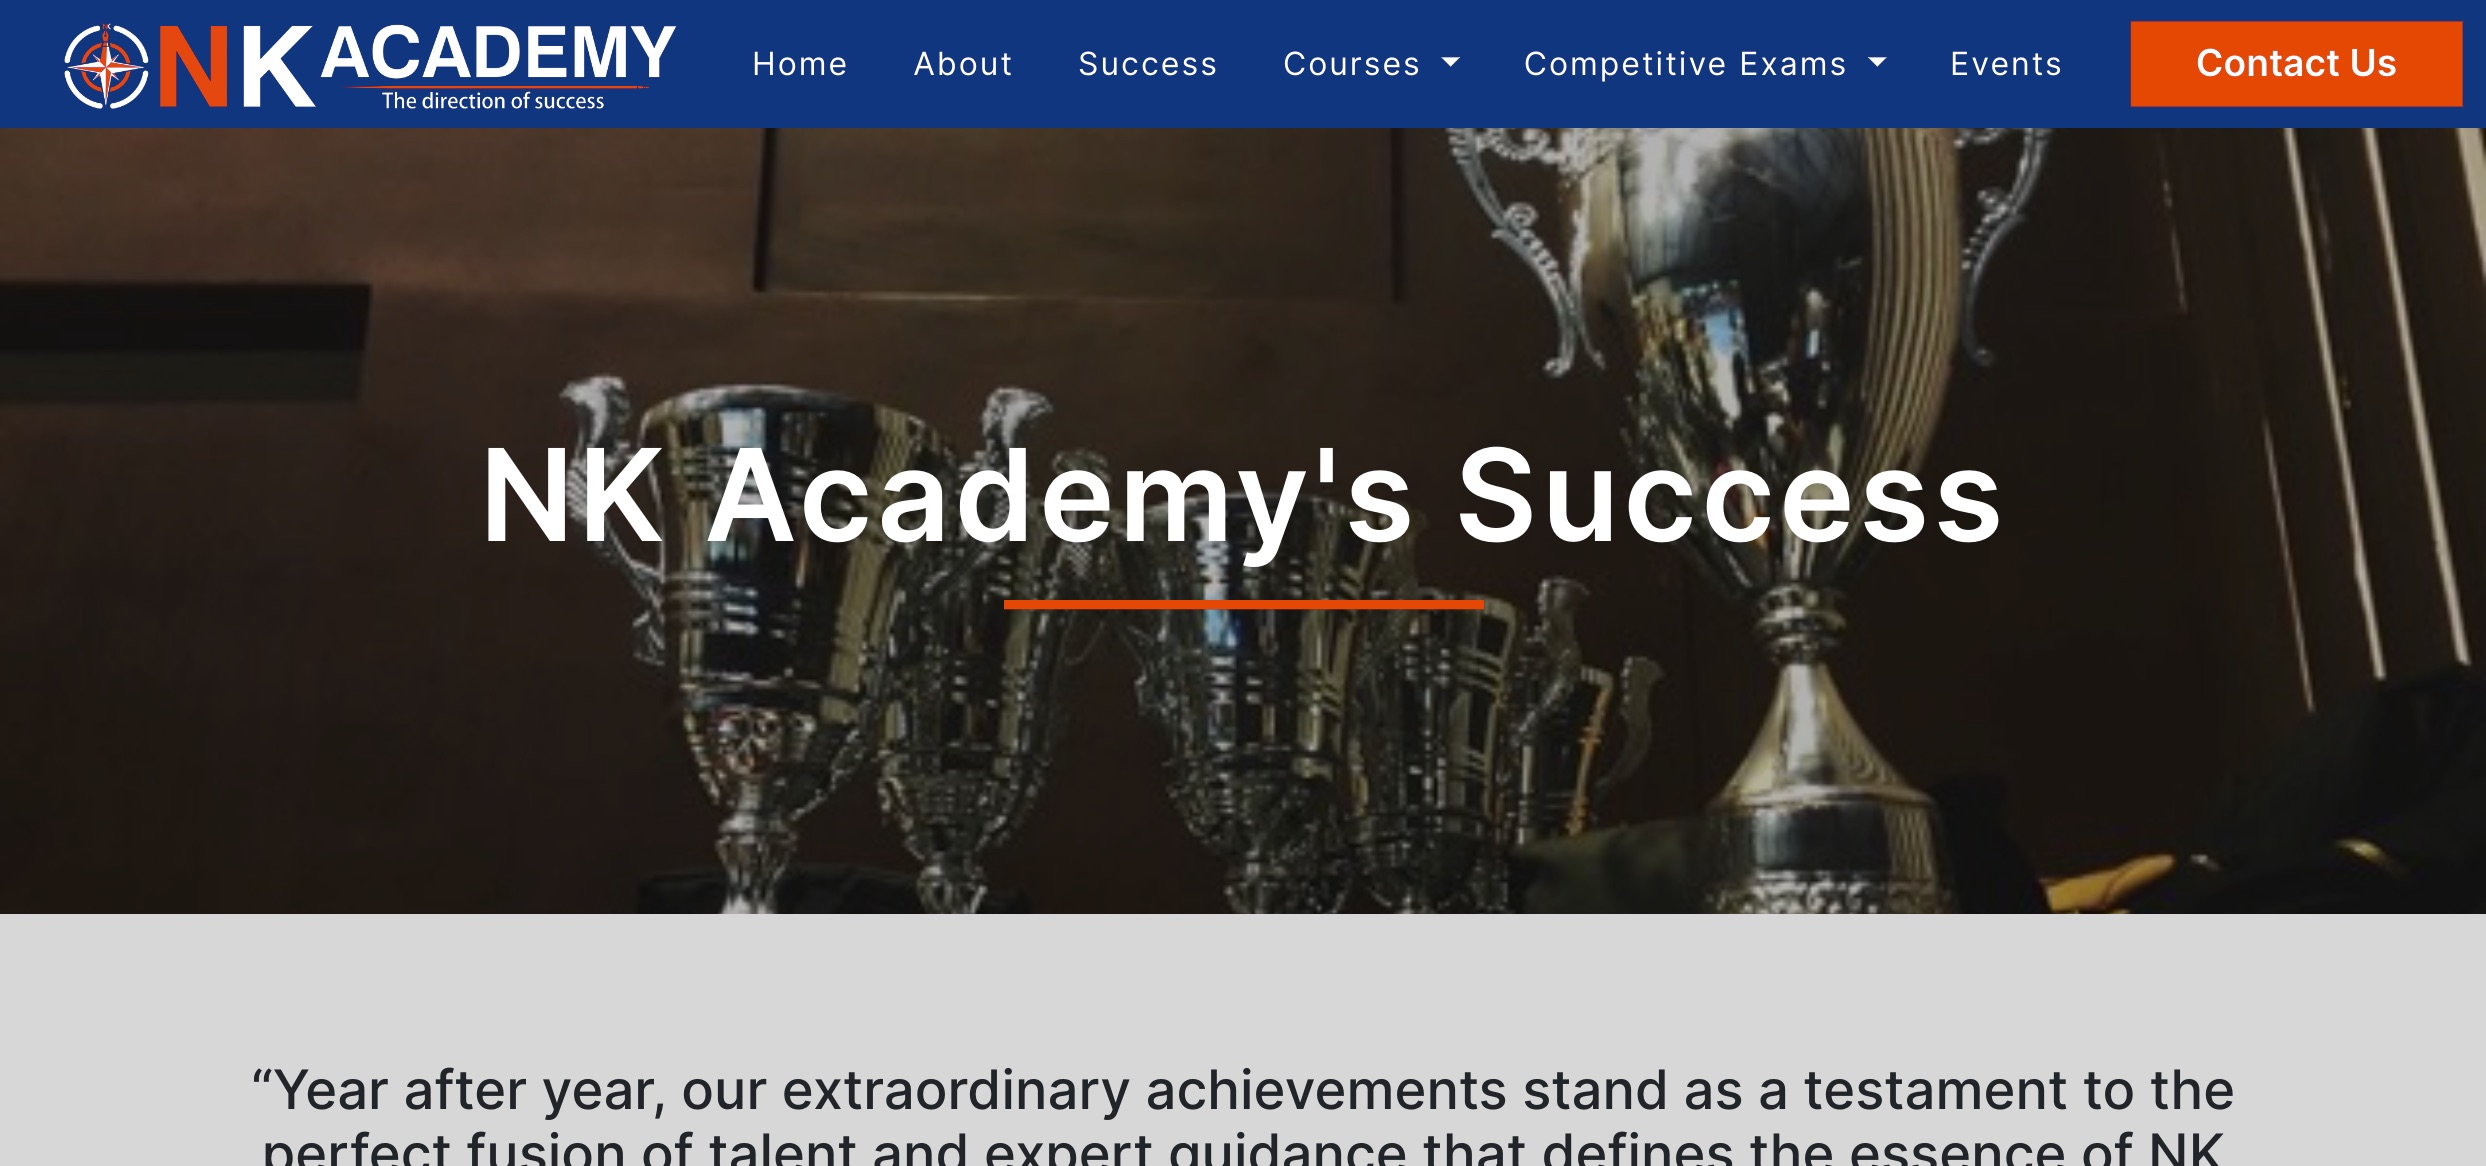 NK ACADEMY
The direction of success
Home About Success Courses Competitive Exams Events Contact Us
NK Academy's Success
“Year after year, our extraordinary achievements stand as a testament to the
perfect fusion of talent and expert guidance that defines the essence of NK